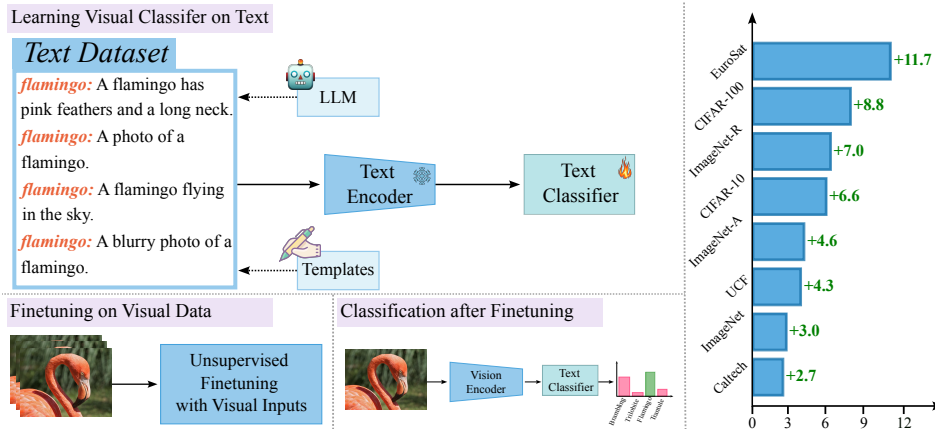 Learning Visual Classifer on Text
Text Dataset
flamingo: A flamingo has
pink feathers and a long neck.
flamingo: A photo of a
flamingo.
flamingo: A flamingo flying
in the sky.
flamingo: A blurry photo of a
flamingo.
LLM
Templates
Text
Encoder
Text
Classifier
Finetuning on Visual Data
Unsupervised
Finetuning
with Visual Inputs
Classification after Finetuning
Vision
Encoder
Text
Classifier
Brambling
Trilobite
Flamingo
Toenails
EuroSat
+11.7
CIFAR-100
+8.8
ImageNet-R
+7.0
CIFAR-10
+6.6
ImageNet-A
+4.6
UCF
+4.3
ImageNet
+3.0
Caltech
+2.7
0 3 6 9 12